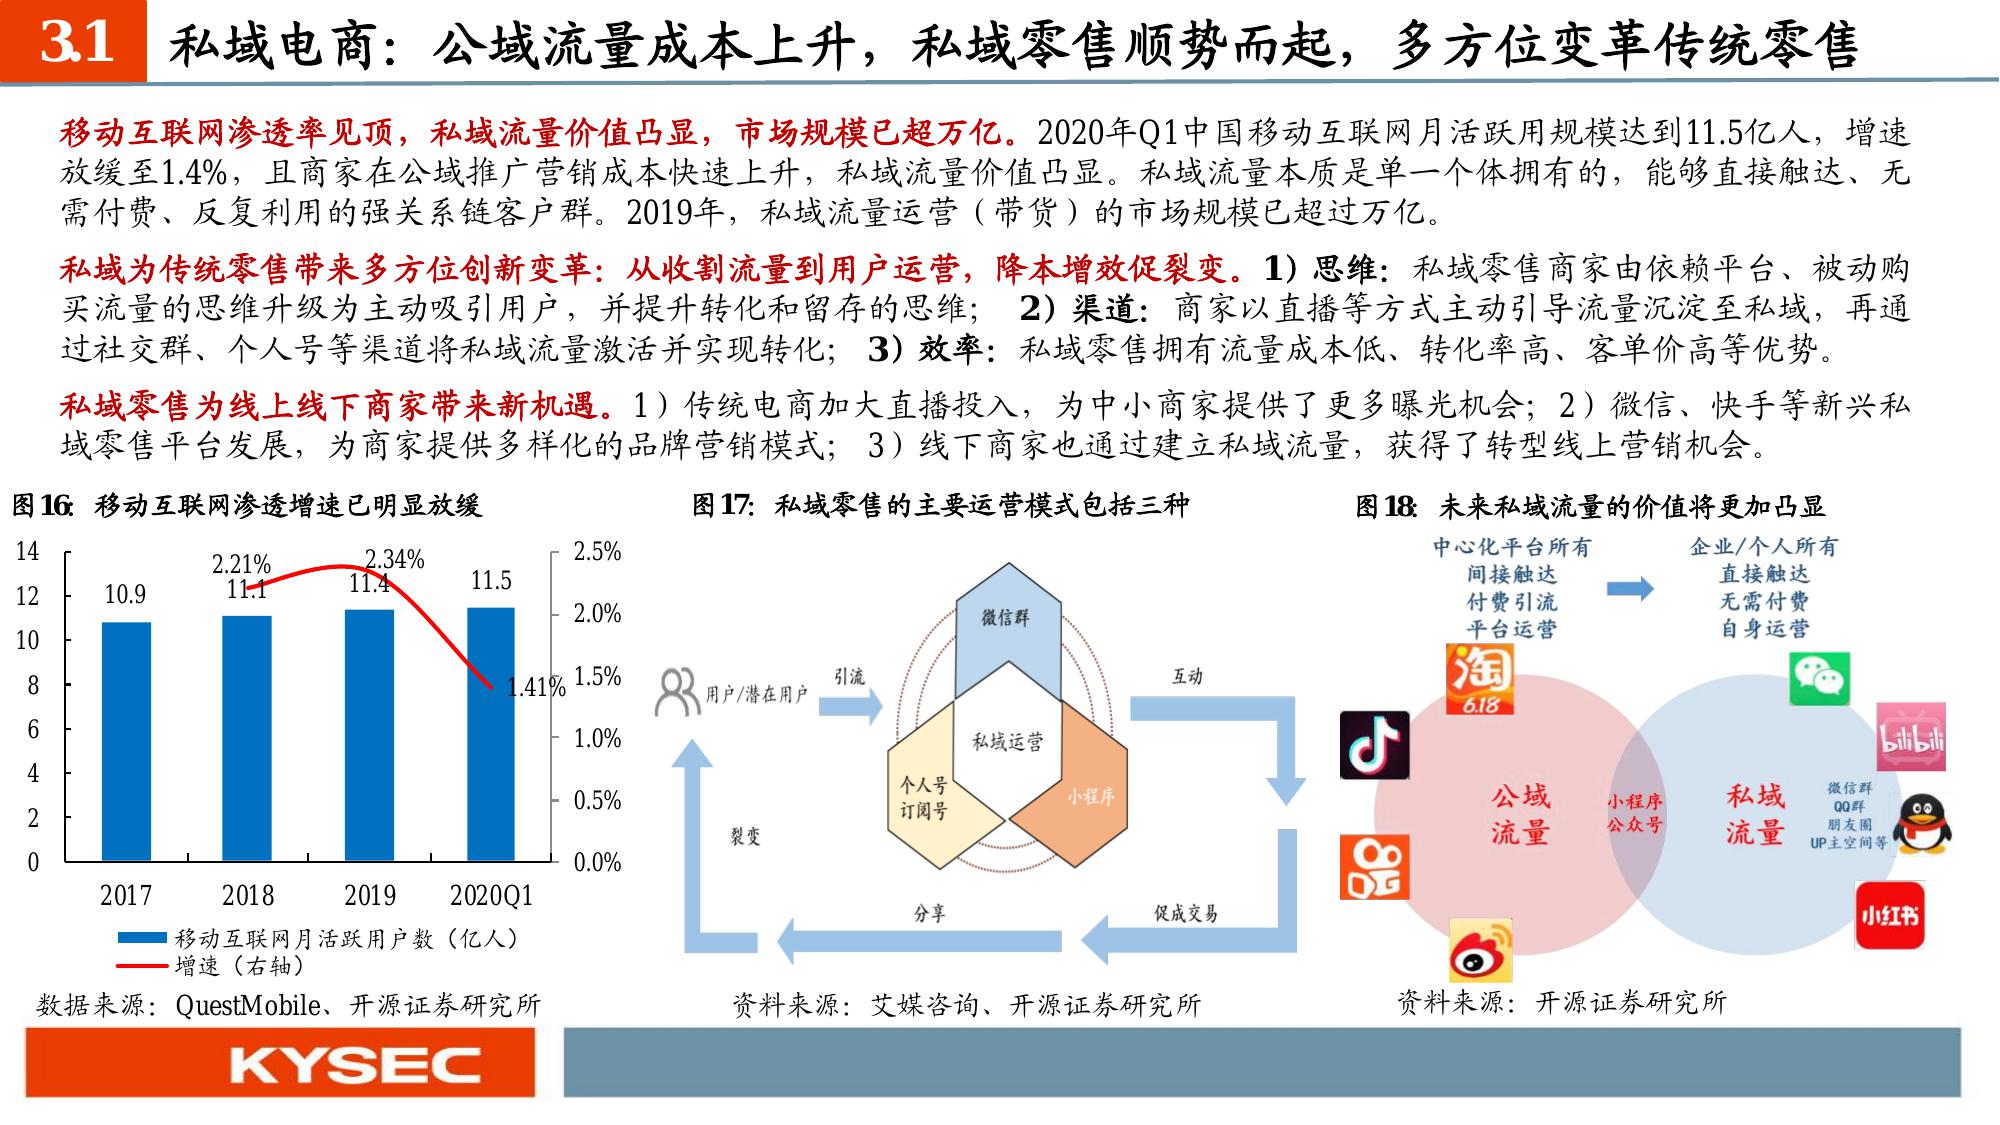 3.1 私域电商：公域流量成本上升，私域零售顺势而起，多方位变革传统零售
移动互联网渗透率见顶，私域流量价值凸显，市场规模已超万亿。2020年Q1中国移动互联网月活跃用规模达到11.5亿人，增速
放缓至1.4%，且商家在公域推广营销成本快速上升，私域流量价值凸显。私域流量本质是单一个体拥有的，能够直接触达、无
需付费、反复利用的强关系链客户群。2019年，私域流量运营（带货）的市场规模已超过万亿。
私域为传统零售带来多方位创新变革：从收割流量到用户运营，降本增效促裂变。1）思维：私域零售商家由依赖平台、被动购
买流量的思维升级为主动吸引用户，并提升转化和留存的思维； 2）渠道：商家以直播等方式主动引导流量沉淀至私域，再通
过社交群、个人号等渠道将私域流量激活并实现转化； 3）效率：私域零售拥有流量成本低、转化率高、客单价高等优势。
私域零售为线上线下商家带来新机遇。1）传统电商加大直播投入，为中小商家提供了更多曝光机会；2）微信、快手等新兴私
域零售平台发展，为商家提供多样化的品牌营销模式； 3）线下商家也通过建立私域流量，获得了转型线上营销机会。
图16：移动互联网渗透增速已明显放缓
14
12
10
8
6
4
2
0
10.9
2.21%
11.1
2.34%
11.4
11.5
1.41%
2.5%
2.0%
1.5%
1.0%
0.5%
0.0%
2017
2018
2019
2020Q1
移动互联网月活跃用户数（亿人）
增速（右轴）
数据来源：QuestMobile、开源证券研究所
图17：私域零售的主要运营模式包括三种
微信群
用户/潜在用户
引流
互动
私域运营
个人号
订阅号
小程序
裂变
分享
促成交易
资料来源：艾媒咨询、开源证券研究所
图18：未来私域流量的价值将更加凸显
中心化平台所有
间接触达
付费引流
平台运营
企业/个人所有
直接触达
无需付费
自身运营
淘
6.18
bilibili
公域
流量
小程序
公众号
私域
流量
微信群
QQ群
朋友圈
UP主空间等
小红书
资料来源：开源证券研究所
KYSEC